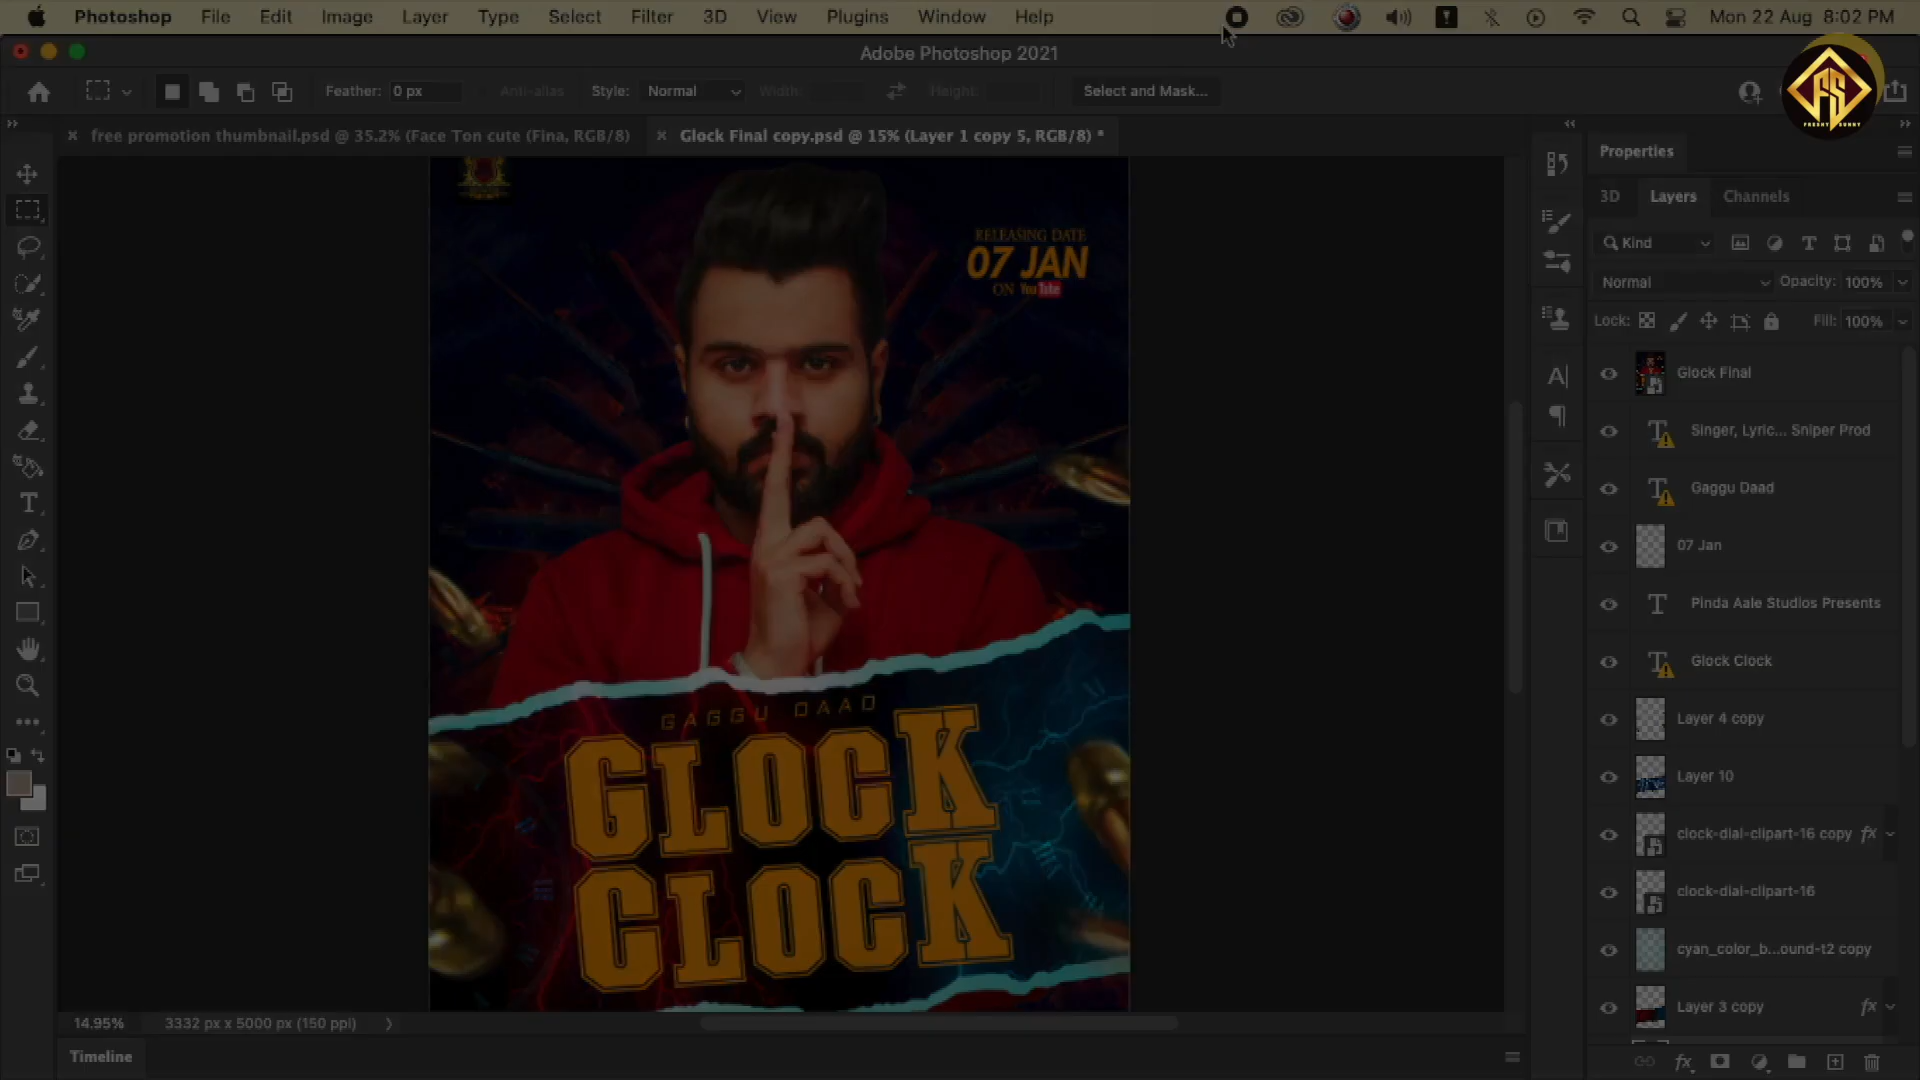 Photoshop File Edit Image Layer Type Select Filter 3D View Plugins Window Help Mon 22 Aug 8:02 PM
Adobe Photoshop 2021
Feather: 0 px Anti-alias Style: Normal Width: Height: Select and Mask...
FS
FRESHY SUNNY
free promotion thumbnail.psd @ 35.2% (Face Ton cute (Fina, RGB/8)
Glock Final copy.psd @ 15% (Layer 1 copy 5, RGB/8) *
RELEASING DATE
07 JAN
ON YouTube
GAGGU DAAD
GLOCK
CLOCK
Properties
3D Layers Channels
Kind
Normal Opacity: 100%
Lock: Fill: 100%
Glock Final
Singer, Lyric... Sniper Prod
Gaggu Daad
07 Jan
Pinda Aale Studios Presents
Glock Clock
Layer 4 copy
Layer 10
clock-dial-clipart-16 copy fx
clock-dial-clipart-16
cyan_color_b...ound-t2 copy
Layer 3 copy fx
14.95% 3332 px x 5000 px (150 ppi)
Timeline